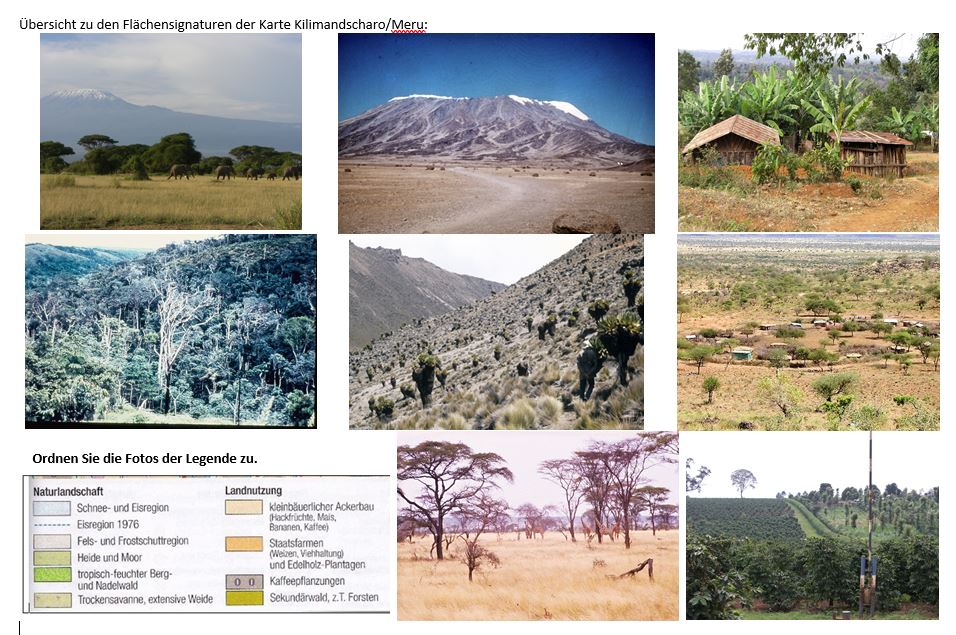 Übersicht zu den Flächensignaturen der Karte Kilimandscharo/Meru:
Ordnen Sie die Fotos der Legende zu.
Naturlandschaft
Schnee- und Eisregion
Eisregion 1976
Fels- und Frostschuttregion
Heide und Moor
tropisch-feuchter Berg-
und Nadelwald
Trockensavanne, extensive Weide
Landnutzung
kleinbäuerlicher Ackerbau
(Hackfrüchte, Mais,
Bananen, Kaffee)
Staatsfarmen
(Weizen, Viehhaltung)
und Edelholz-Plantagen
0 0 Kaffeepflanzungen
Sekundärwald, z.T. Forsten